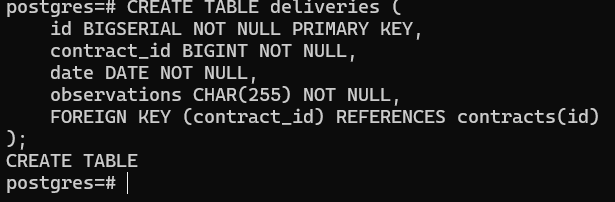 postgres=# CREATE TABLE deliveries (
    id BIGSERIAL NOT NULL PRIMARY KEY,
    contract_id BIGINT NOT NULL,
    date DATE NOT NULL,
    observations CHAR(255) NOT NULL,
    FOREIGN KEY (contract_id) REFERENCES contracts(id)
);
CREATE TABLE
postgres=#